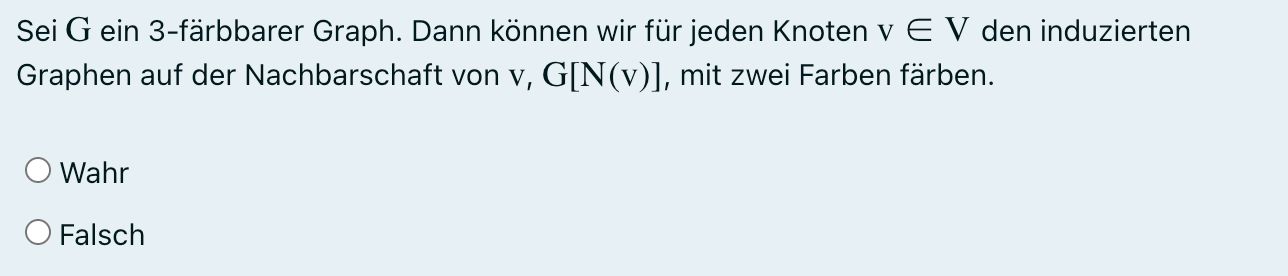 Sei G ein 3-färbbarer Graph. Dann können wir für jeden Knoten v ∈ V den induzierten
Graphen auf der Nachbarschaft von v, G[N(v)], mit zwei Farben färben.
Wahr
Falsch